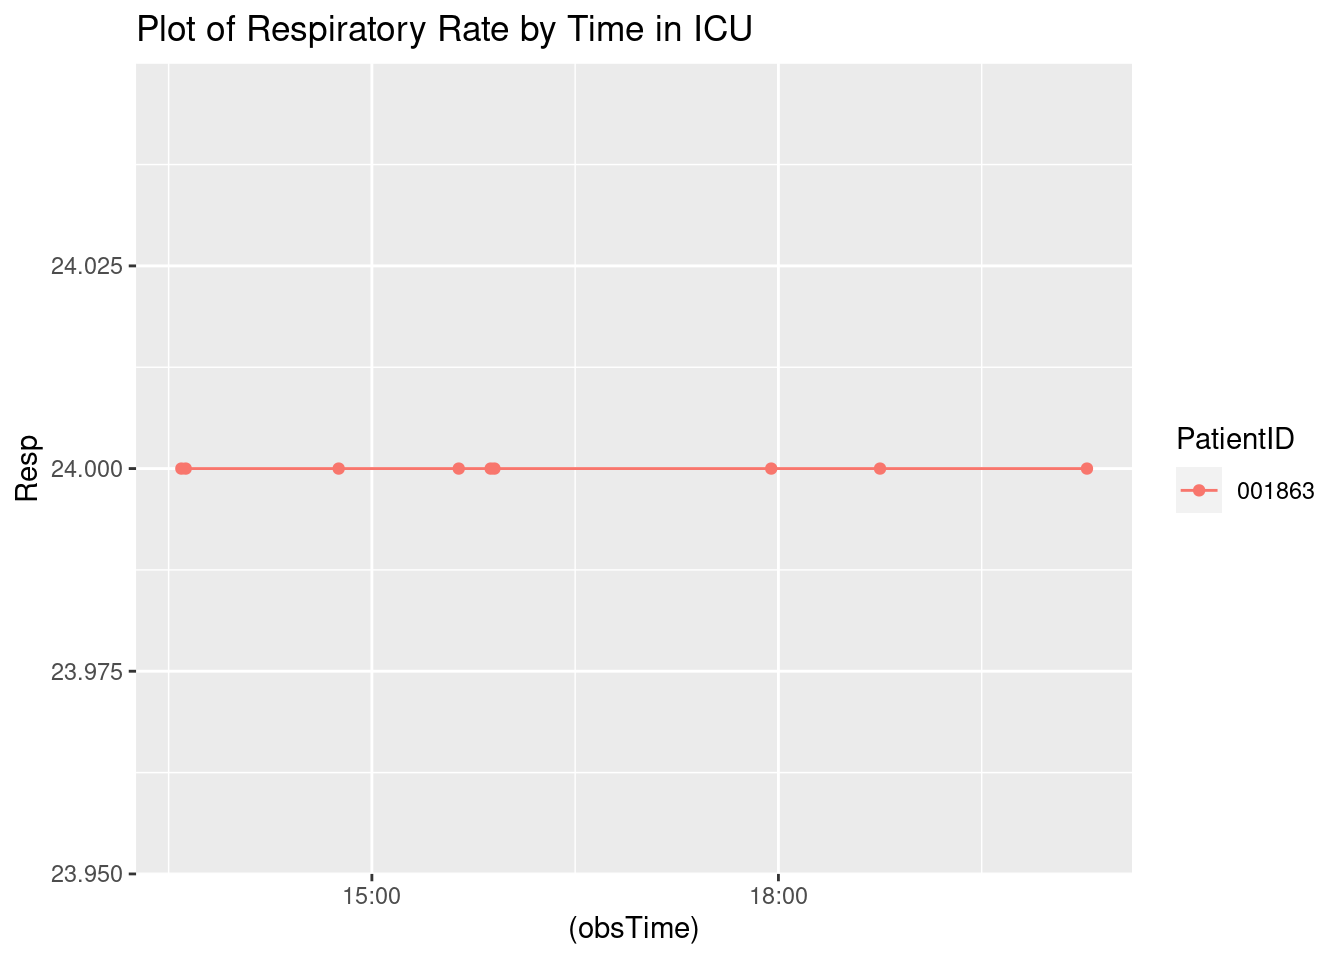 Plot of Respiratory Rate by Time in ICU
24.025
24.000
23.975
23.950
Resp
15:00
18:00
(obsTime)
PatientID
001863